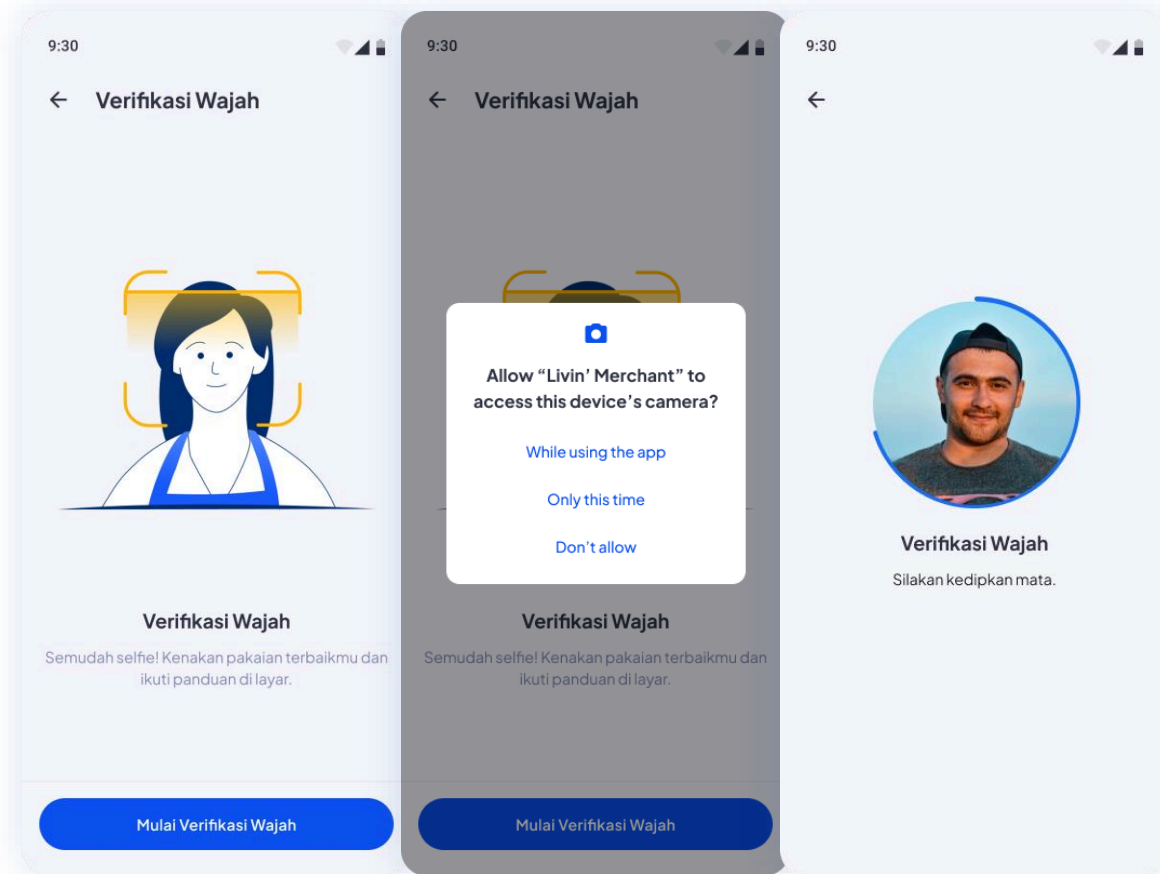 9:30
Verifikasi Wajah
Verifikasi Wajah
Semudah selfie! Kenakan pakaian terbaikmu dan
ikuti panduan di layar.
Mulai Verifikasi Wajah
9:30
Verifikasi Wajah
Allow “Livin’ Merchant” to
access this device’s camera?
While using the app
Only this time
Don’t allow
Verifikasi Wajah
Semudah selfie! Kenakan pakaian terbaikmu dan
ikuti panduan di layar.
Mulai Verifikasi Wajah
9:30
Verifikasi Wajah
Silakan kedipkan mata.